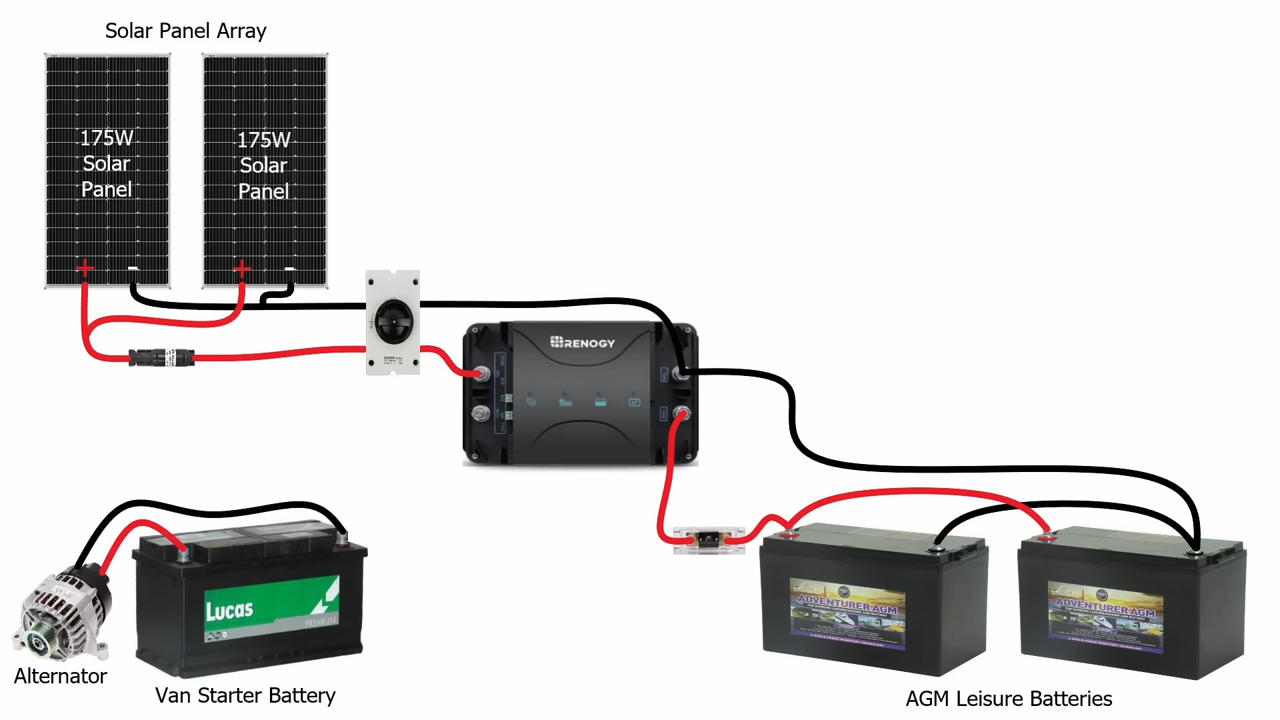 Solar Panel Array
175W
Solar
Panel
175W
Solar
Panel
RENOGY
Lucas
PREMIUM
ADVENTURER AGM
ADVENTURER AGM
Alternator
Van Starter Battery
AGM Leisure Batteries